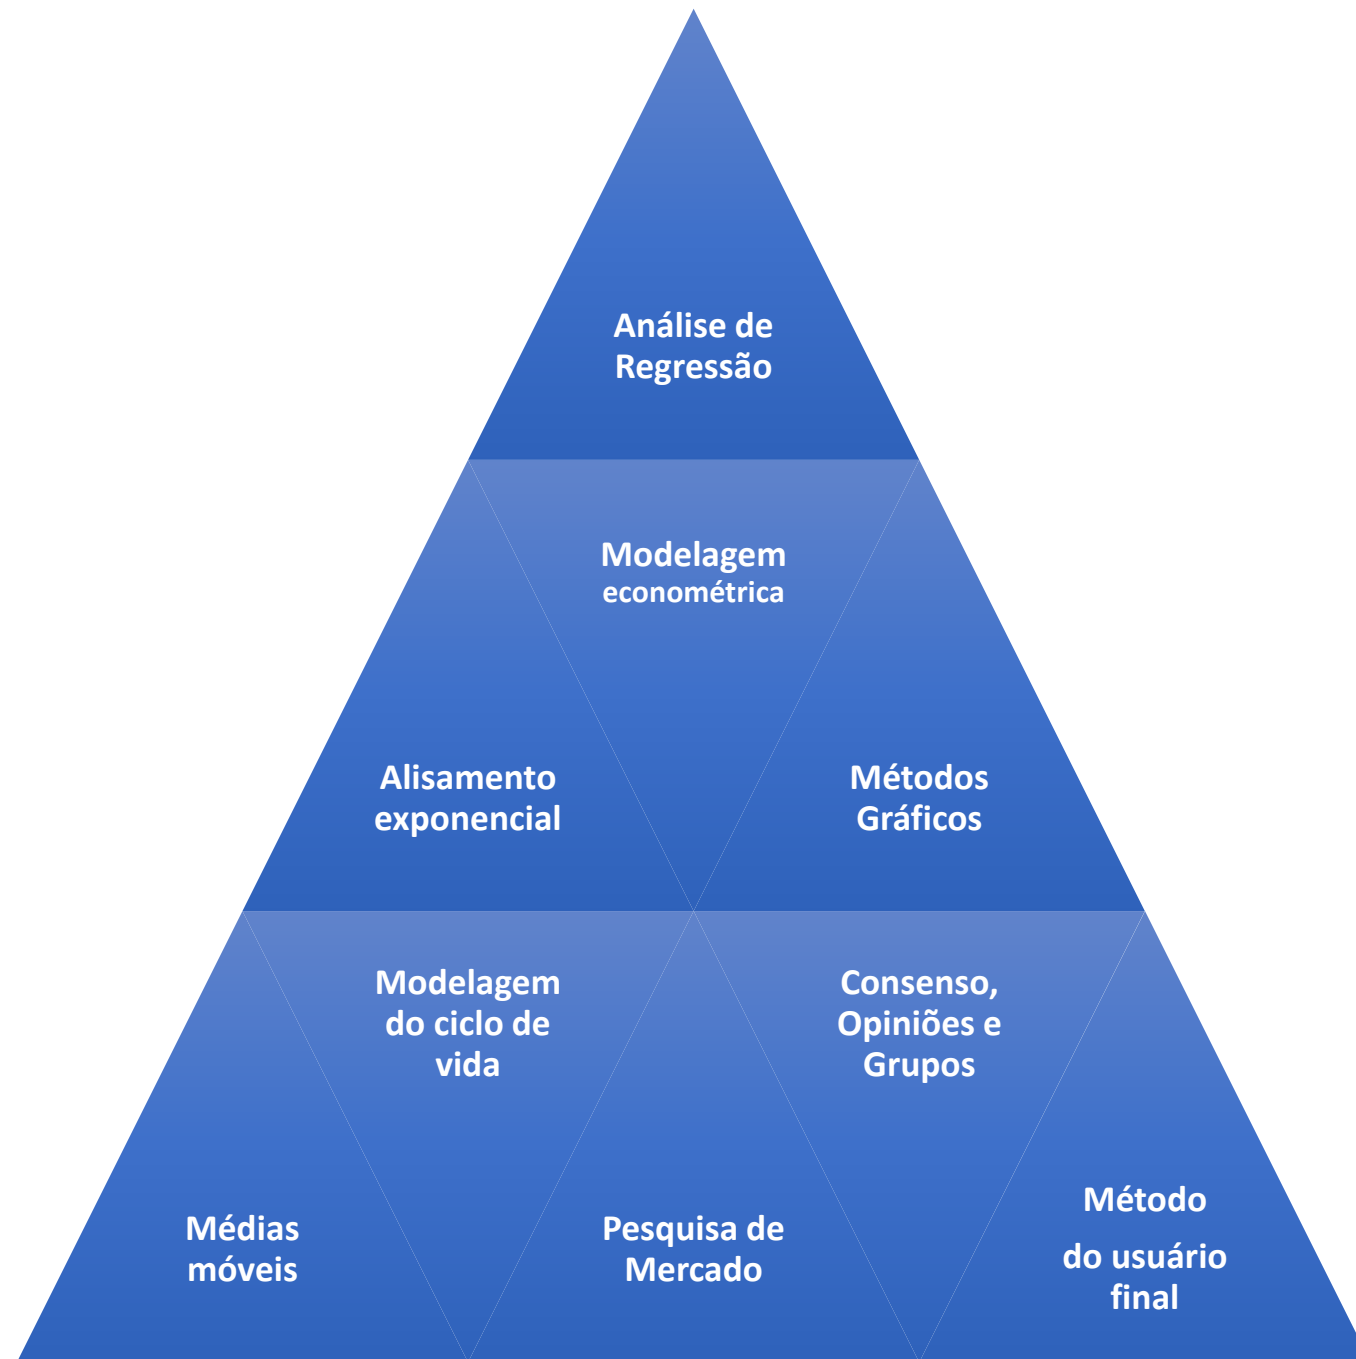 Análise de
Regressão
Modelagem
econométrica
Alisamento
exponencial
Métodos
Gráficos
Modelagem
do ciclo de
vida
Consenso,
Opiniões e
Grupos
Médias
móveis
Pesquisa de
Mercado
Método
do usuário
final